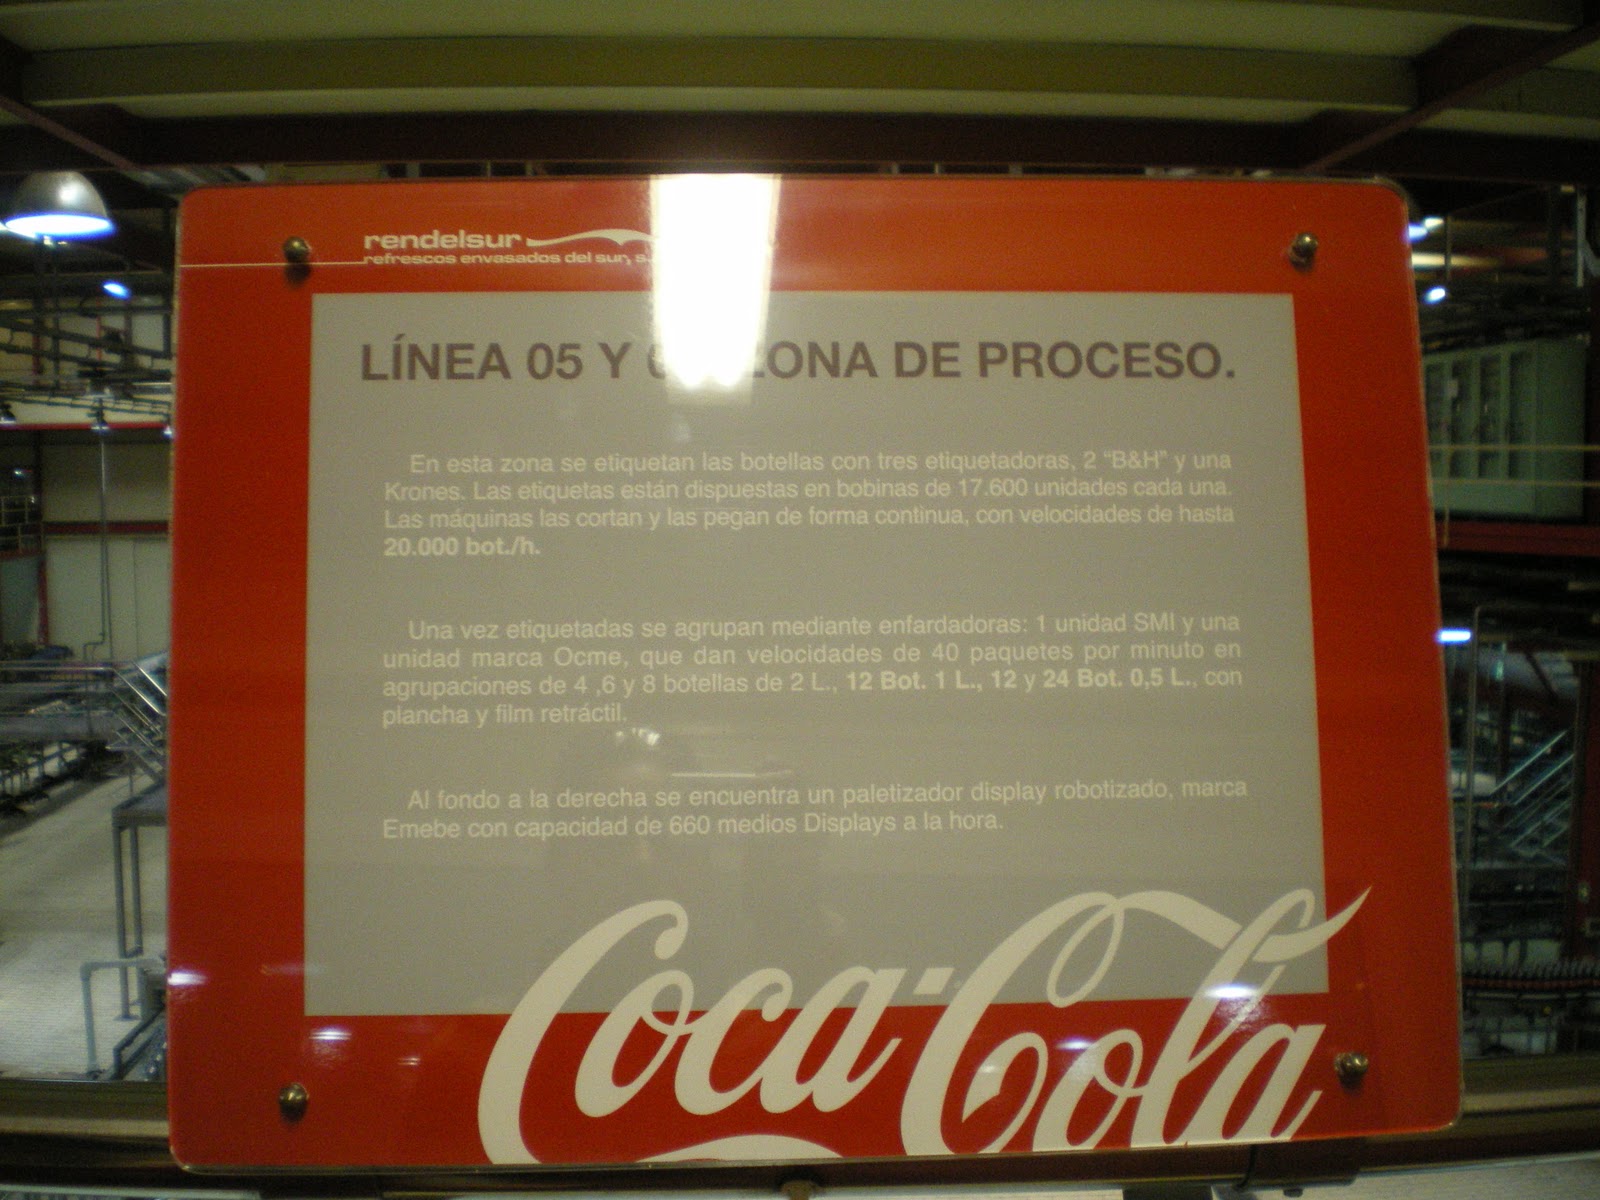 rendelsur
refrescos envasados del sur,
LÍNEA 05 Y ZONA DE PROCESO.
En esta zona se etiquetan las botellas con tres etiquetadoras, 2 "B&H" y una
Krones. Las etiquetas están dispuestas en bobinas de 17.600 unidades cada una.
Las máquinas las cortan y las pegan de forma continua, con velocidades de hasta
20.000 bot./h.
Una vez etiquetadas se agrupan mediante enfardadoras: 1 unidad SMI y una
unidad marca Ocme, que dan velocidades de 40 paquetes por minuto en
agrupaciones de 4 ,6 y 8 botellas de 2 L., 12 Bot. 1 L., 12 y 24 Bot. 0,5 L., con
plancha y film retráctil.
Al fondo a la derecha se encuentra un paletizador display robotizado, marca
Emebe con capacidad de 660 medios Displays a la hora.
Coca-Cola